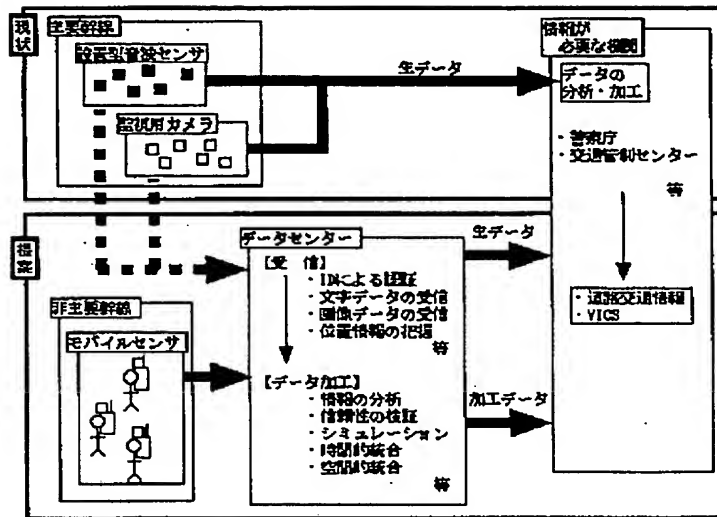 現状
主要幹線
設置型音波センサ
監視用カメラ
生データ
情報が
必要な機関
データの
分析・加工
・警察庁
・交通管制センター
等
提案
データセンター
生データ
【受 信】
・IDによる認証
・文字データの受信
・画像データの受信
・位置情報の把握
等
・道路交通情報
・VICS
非主要幹線
モバイルセンサ
【データ加工】
・情報の分析
・信頼性の検証
・シミュレーション
・時間的統合
・空間的統合
等
加工データ